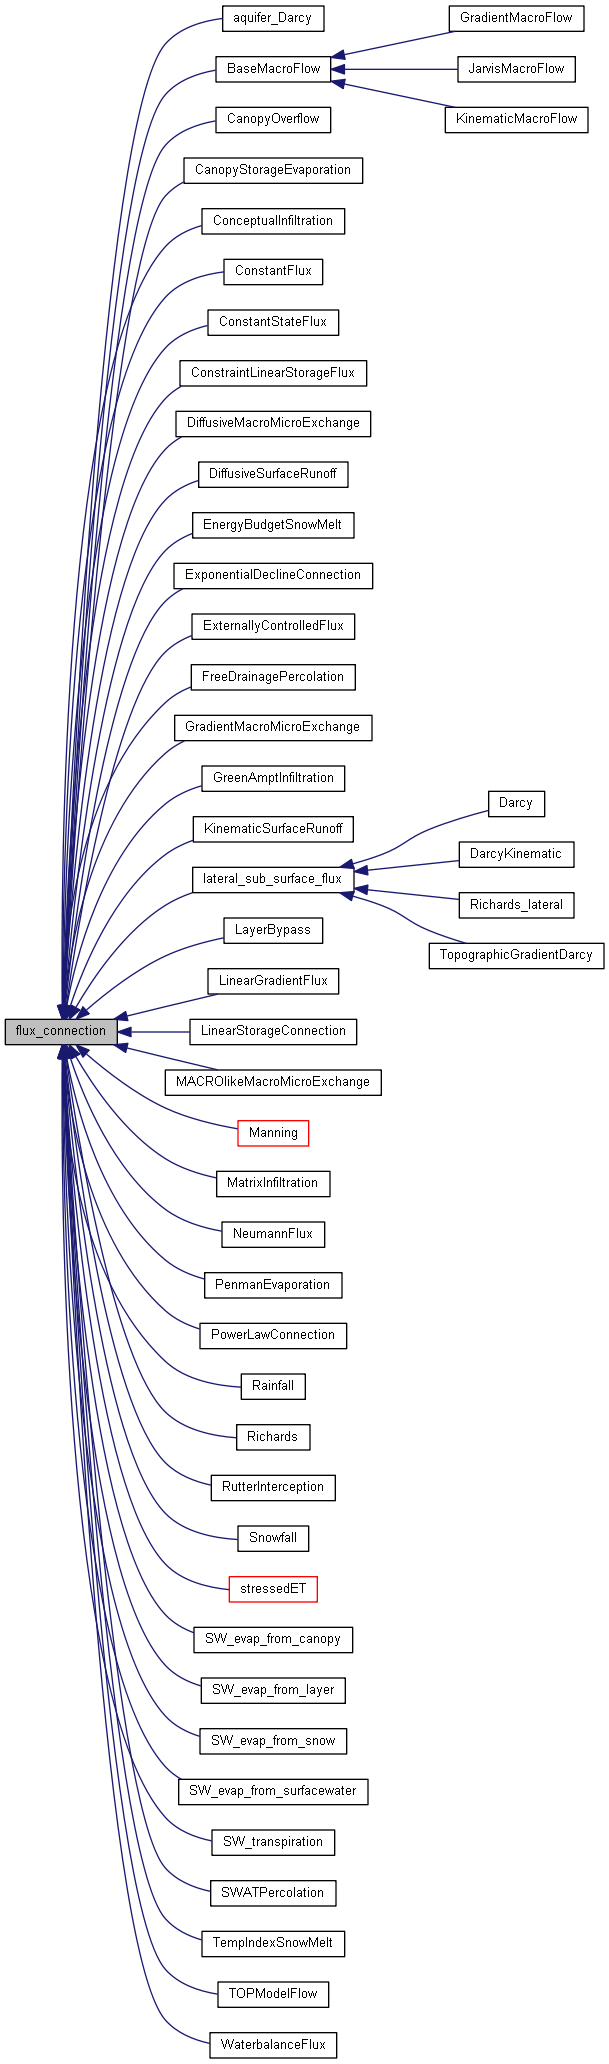 aquifer_Darcy
GradientMacroFlow
BaseMacroFlow
JarvisMacroFlow
KinematicMacroFlow
CanopyOverflow
CanopyStorageEvaporation
ConceptualInfiltration
ConstantFlux
ConstantStateFlux
ConstraintLinearStorageFlux
DiffusiveMacroMicroExchange
DiffusiveSurfaceRunoff
EnergyBudgetSnowMelt
ExponentialDeclineConnection
ExternallyControlledFlux
FreeDrainagePercolation
GradientMacroMicroExchange
GreenAmptInfiltration
KinematicSurfaceRunoff
lateral_sub_surface_flux
Darcy
DarcyKinematic
Richards_lateral
TopographicGradientDarcy
LayerBypass
LinearGradientFlux
flux_connection
LinearStorageConnection
MACROlikeMacroMicroExchange
Manning
MatrixInfiltration
NeumannFlux
PenmanEvaporation
PowerLawConnection
Rainfall
Richards
RutterInterception
Snowfall
stressedET
SW_evap_from_canopy
SW_evap_from_layer
SW_evap_from_snow
SW_evap_from_surfacewater
SW_transpiration
SWATPercolation
TempIndexSnowMelt
TOPModelFlow
WaterbalanceFlux